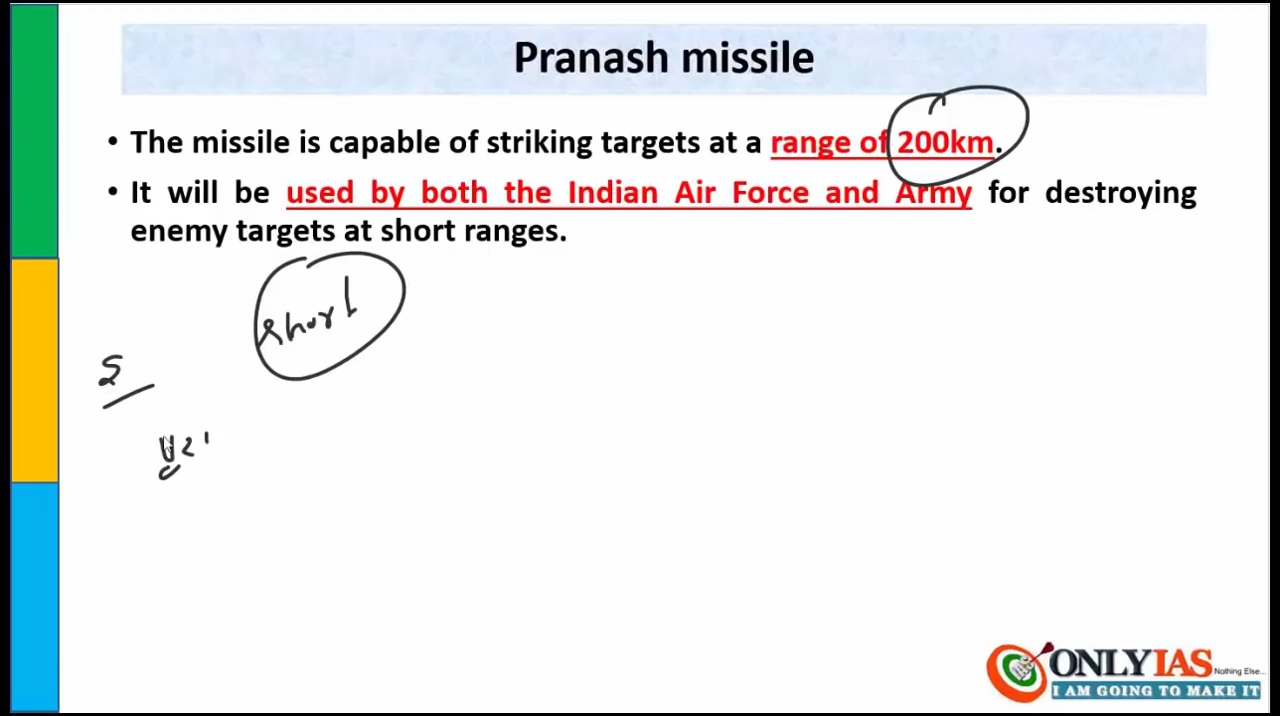 Pranash missile
• The missile is capable of striking targets at a range of 200km.
• It will be used by both the Indian Air Force and Army for destroying
enemy targets at short ranges.
short
ONLYIAS Nothing Else...
I AM GOING TO MAKE IT